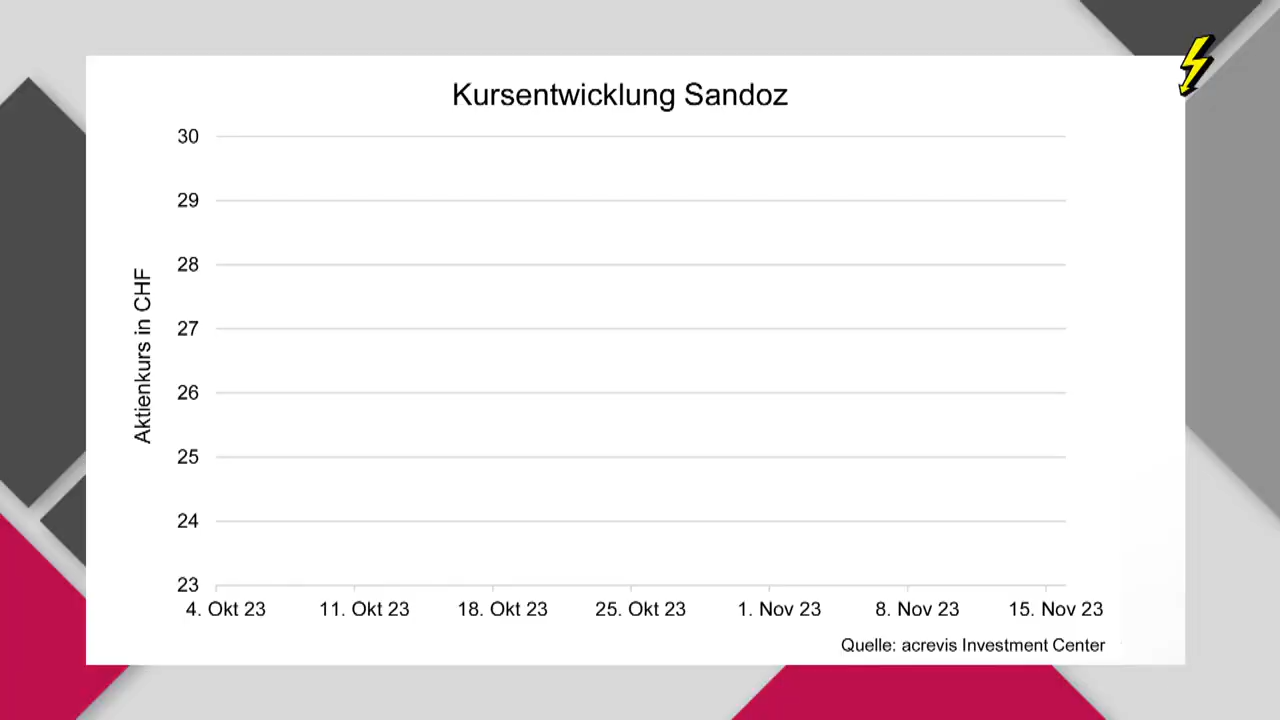 Kursentwicklung Sandoz
Aktienkurs in CHF
30
29
28
27
26
25
24
23
4. Okt 23 11. Okt 23 18. Okt 23 25. Okt 23 1. Nov 23 8. Nov 23 15. Nov 23
Quelle: acrevis Investment Center